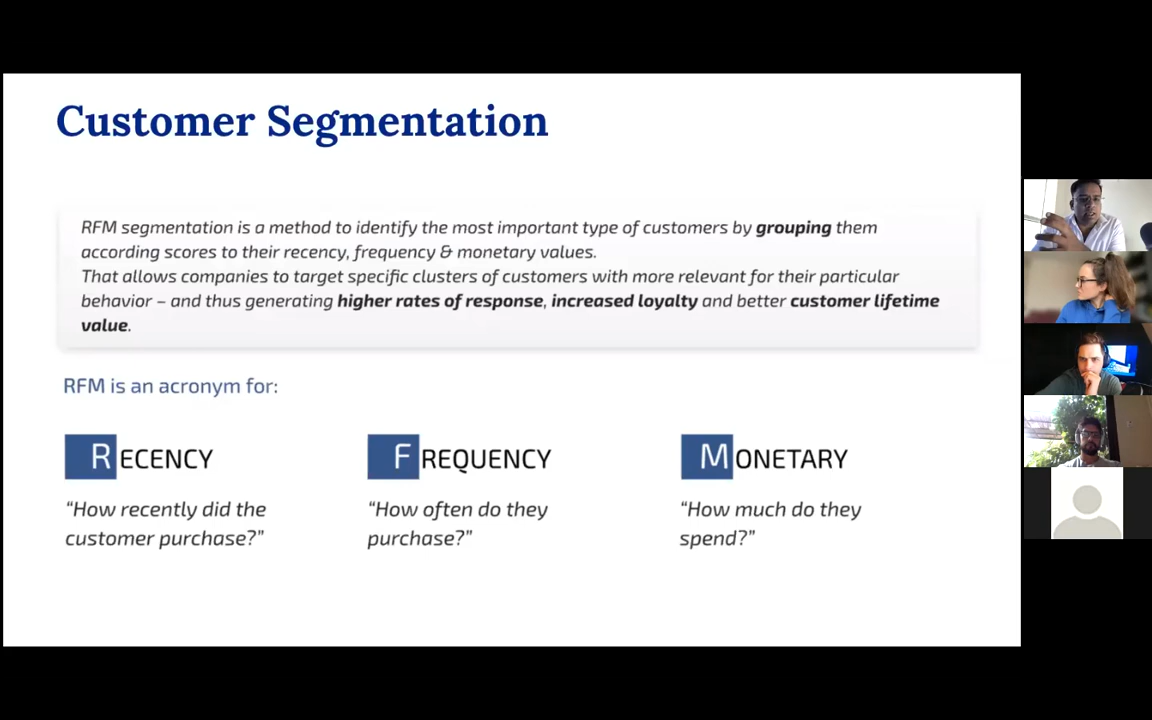 Customer Segmentation
RFM segmentation is a method to identify the most important type of customers by grouping them
according scores to their recency, frequency & monetary values.
That allows companies to target specific clusters of customers with more relevant for their particular
behavior – and thus generating higher rates of response, increased loyalty and better customer lifetime
value.
RFM is an acronym for:
RECENCY
“How recently did the
customer purchase?”
FREQUENCY
“How often do they
purchase?”
MONETARY
“How much do they
spend?”